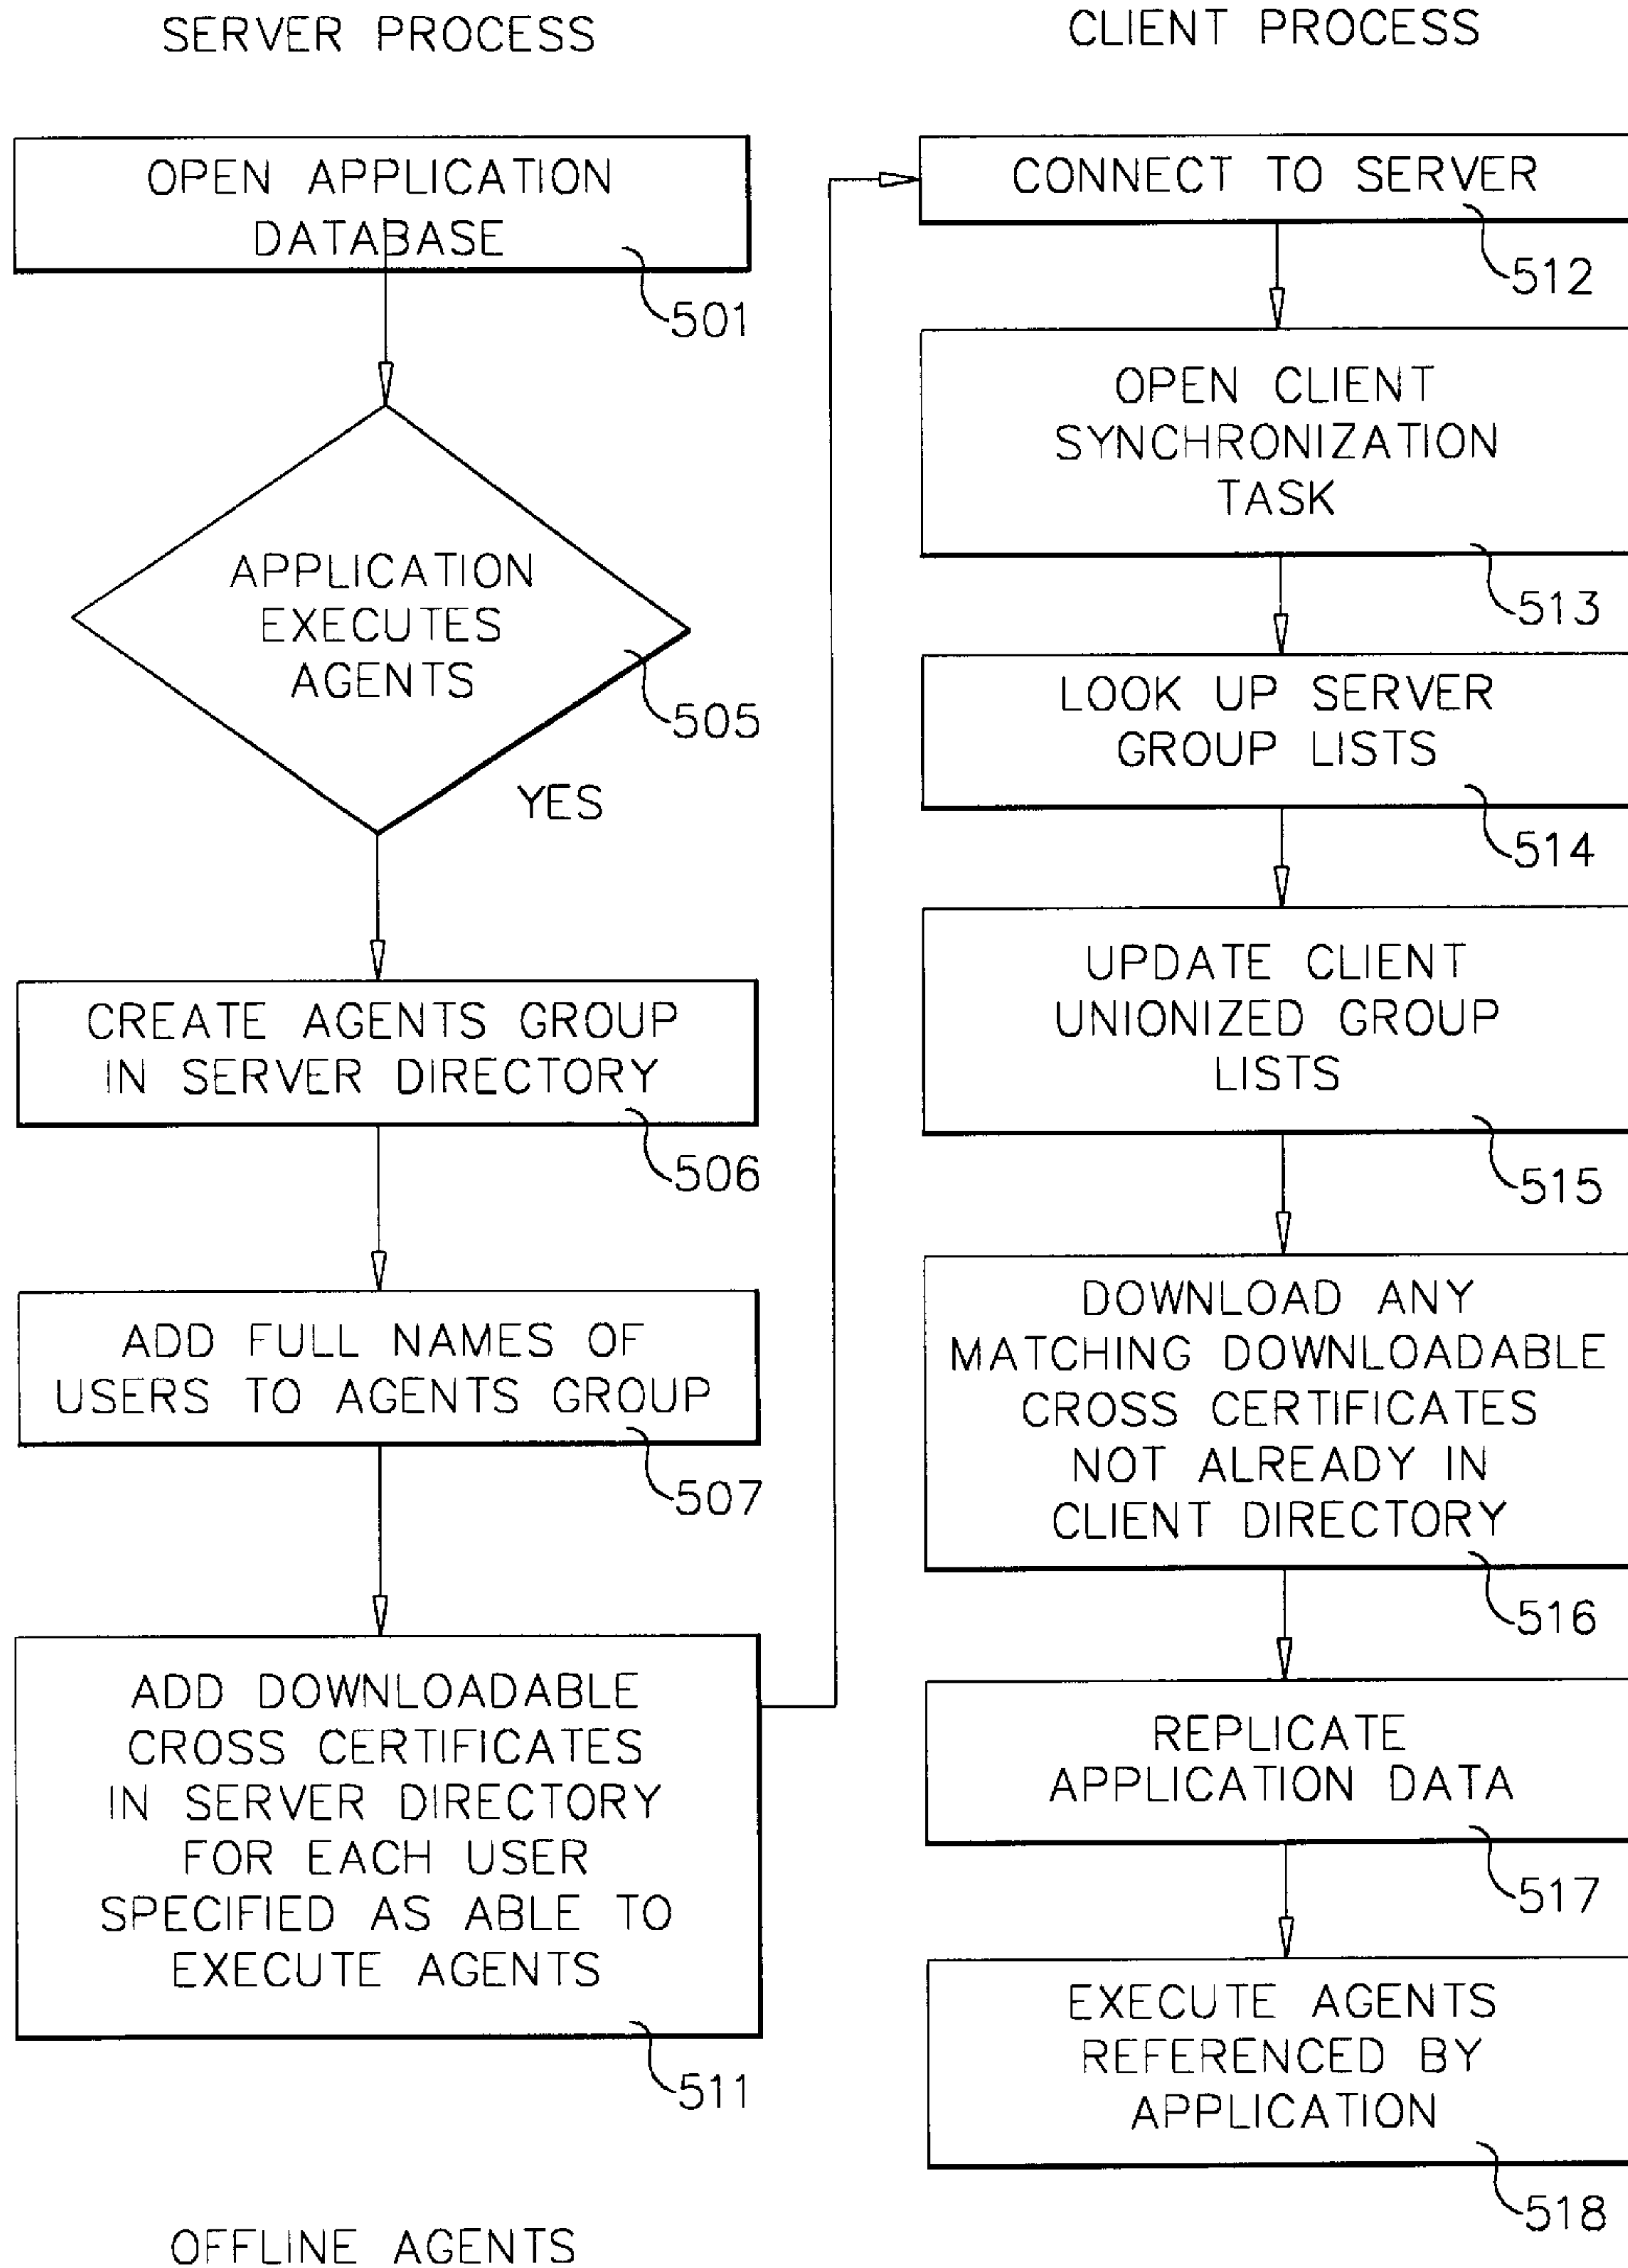 SERVER PROCESS
OPEN APPLICATION
DATABASE
501
APPLICATION
EXECUTES
AGENTS
505
YES
CREATE AGENTS GROUP
IN SERVER DIRECTORY
506
ADD FULL NAMES OF
USERS TO AGENTS GROUP
507
ADD DOWNLOADABLE
CROSS CERTIFICATES
IN SERVER DIRECTORY
FOR EACH USER
SPECIFIED AS ABLE TO
EXECUTE AGENTS
511
OFFLINE AGENTS
CLIENT PROCESS
CONNECT TO SERVER
512
OPEN CLIENT
SYNCHRONIZATION
TASK
513
LOOK UP SERVER
GROUP LISTS
514
UPDATE CLIENT
UNIONIZED GROUP
LISTS
515
DOWNLOAD ANY
MATCHING DOWNLOADABLE
CROSS CERTIFICATES
NOT ALREADY IN
CLIENT DIRECTORY
516
REPLICATE
APPLICATION DATA
517
EXECUTE AGENTS
REFERENCED BY
APPLICATION
518